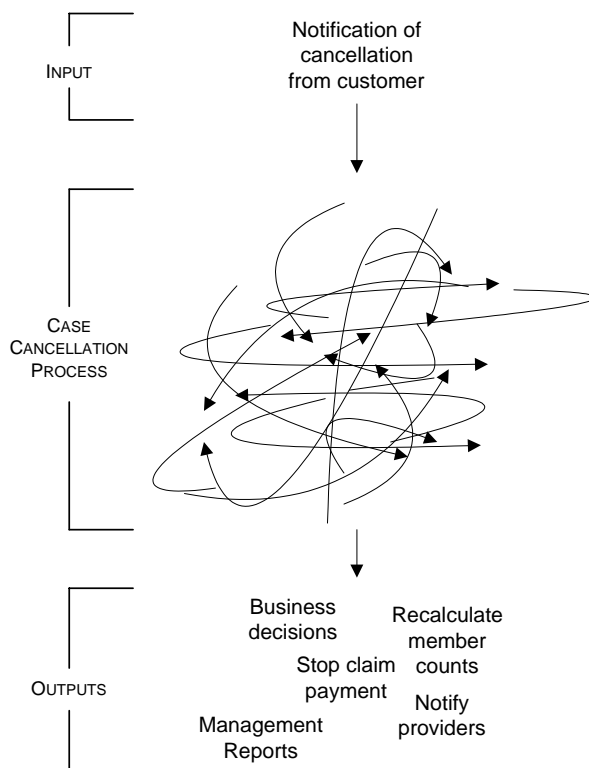 Notification of
cancellation
from customer
INPUT
CASE
CANCELLATION
PROCESS
Business
decisions
Recalculate
member
counts
Stop claim
payment
OUTPUTS
Notify
providers
Management
Reports